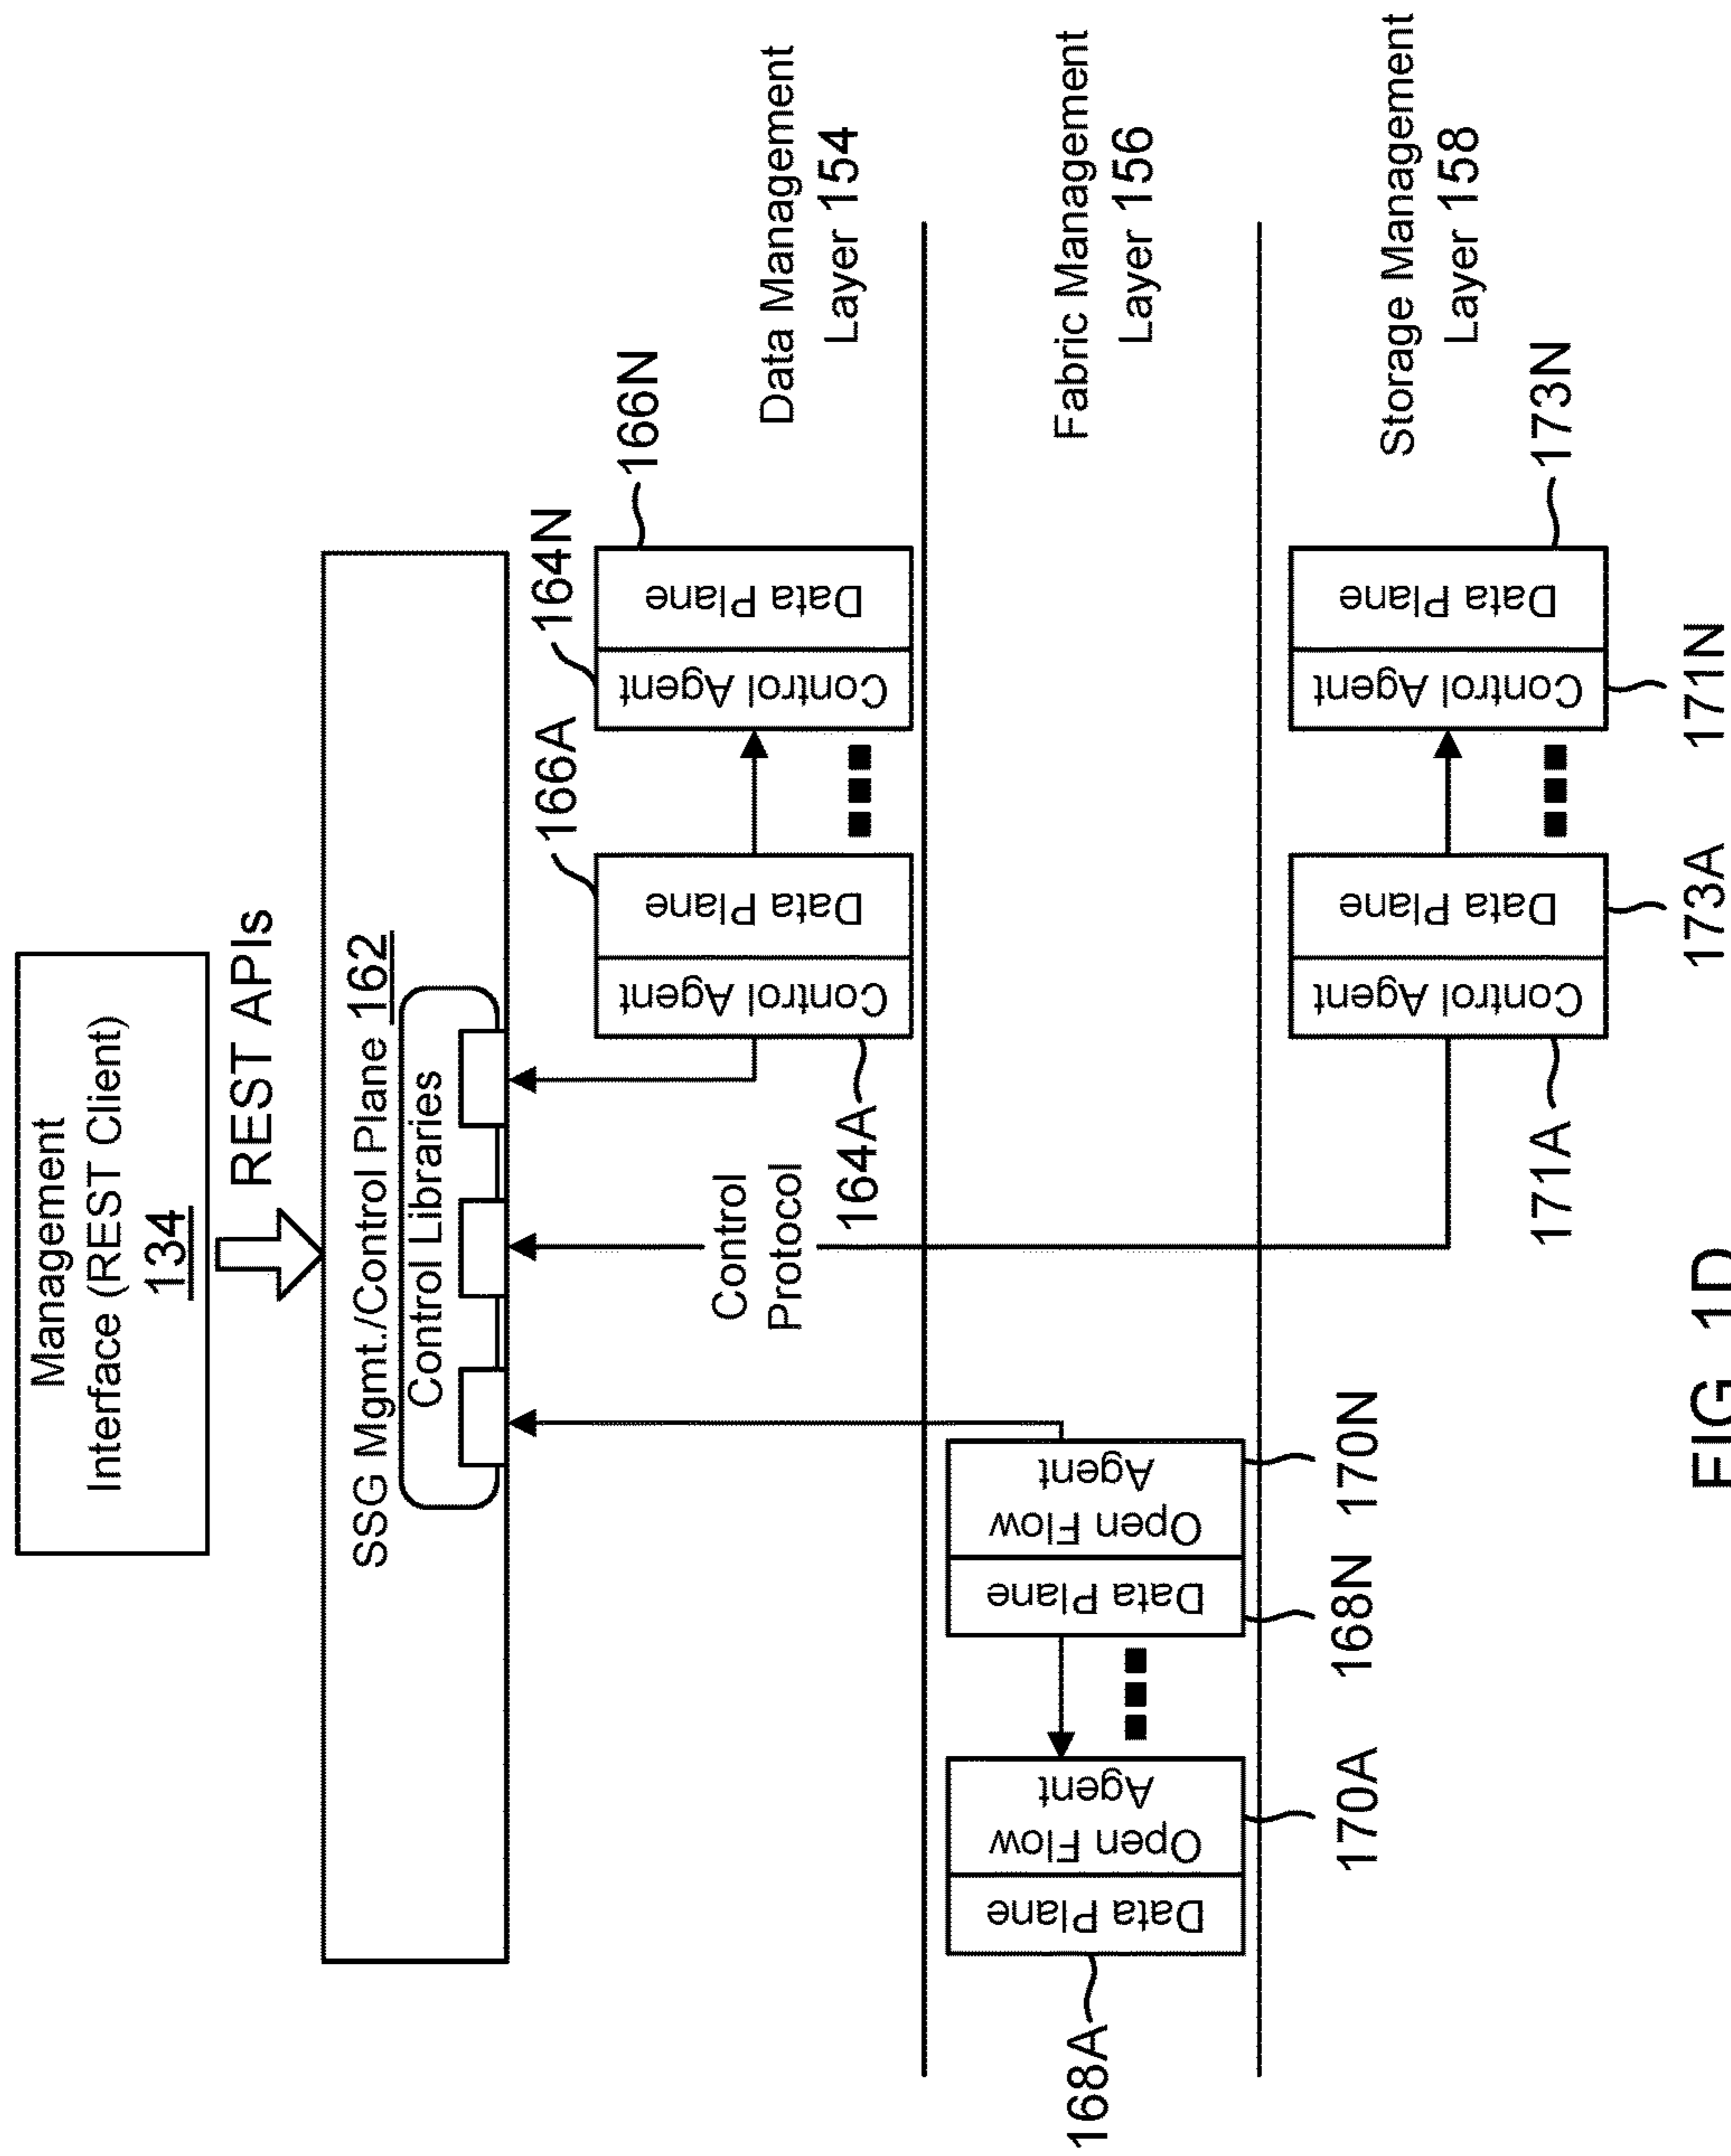 Management
Interface (REST Client)
134
REST APIs
SSG Mgmt./Control Plane 162
Control Libraries
Control
Protocol
166A
164N
166N
Control Agent
Data Plane
Control Agent
Data Plane
164A
Data Management
Layer 154
Data Plane
Open Flow
Agent
Data Plane
Open Flow
Agent
168A
170A
168N
170N
Fabric Management
Layer 156
Control Agent
Data Plane
Control Agent
Data Plane
171A
173A
171N
173N
Storage Management
Layer 158
FIG. 1D